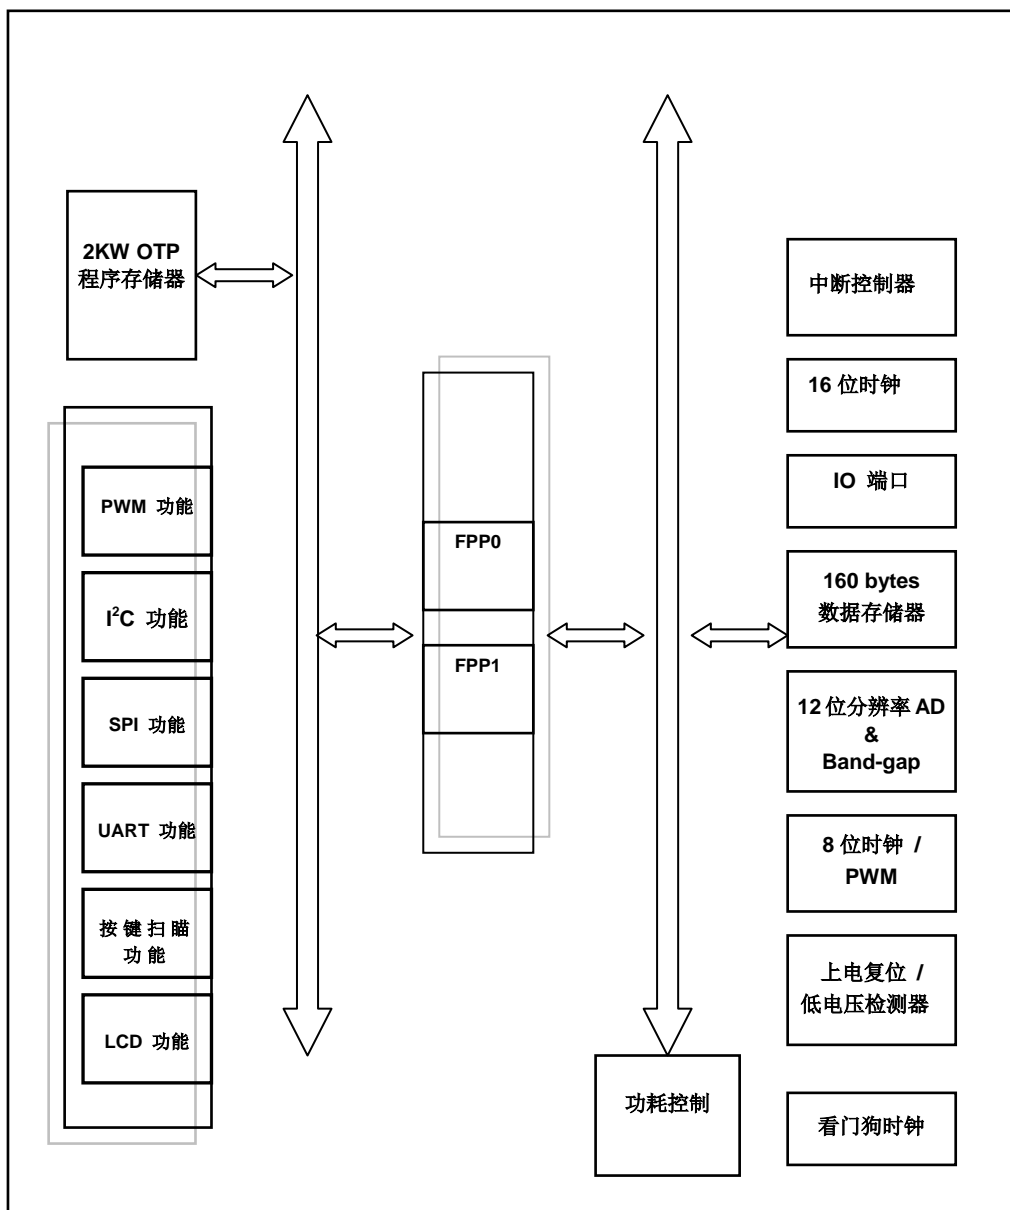 2KW OTP
程序存储器
PWM 功能
I²C 功能
SPI 功能
UART 功能
按键扫瞄
功能
LCD 功能
FPP0
FPP1
功耗控制
中断控制器
16 位时钟
IO 端口
160 bytes
数据存储器
12 位分辨率 AD
&
Band-gap
8 位时钟 /
PWM
上电复位 /
低电压检测器
看门狗时钟